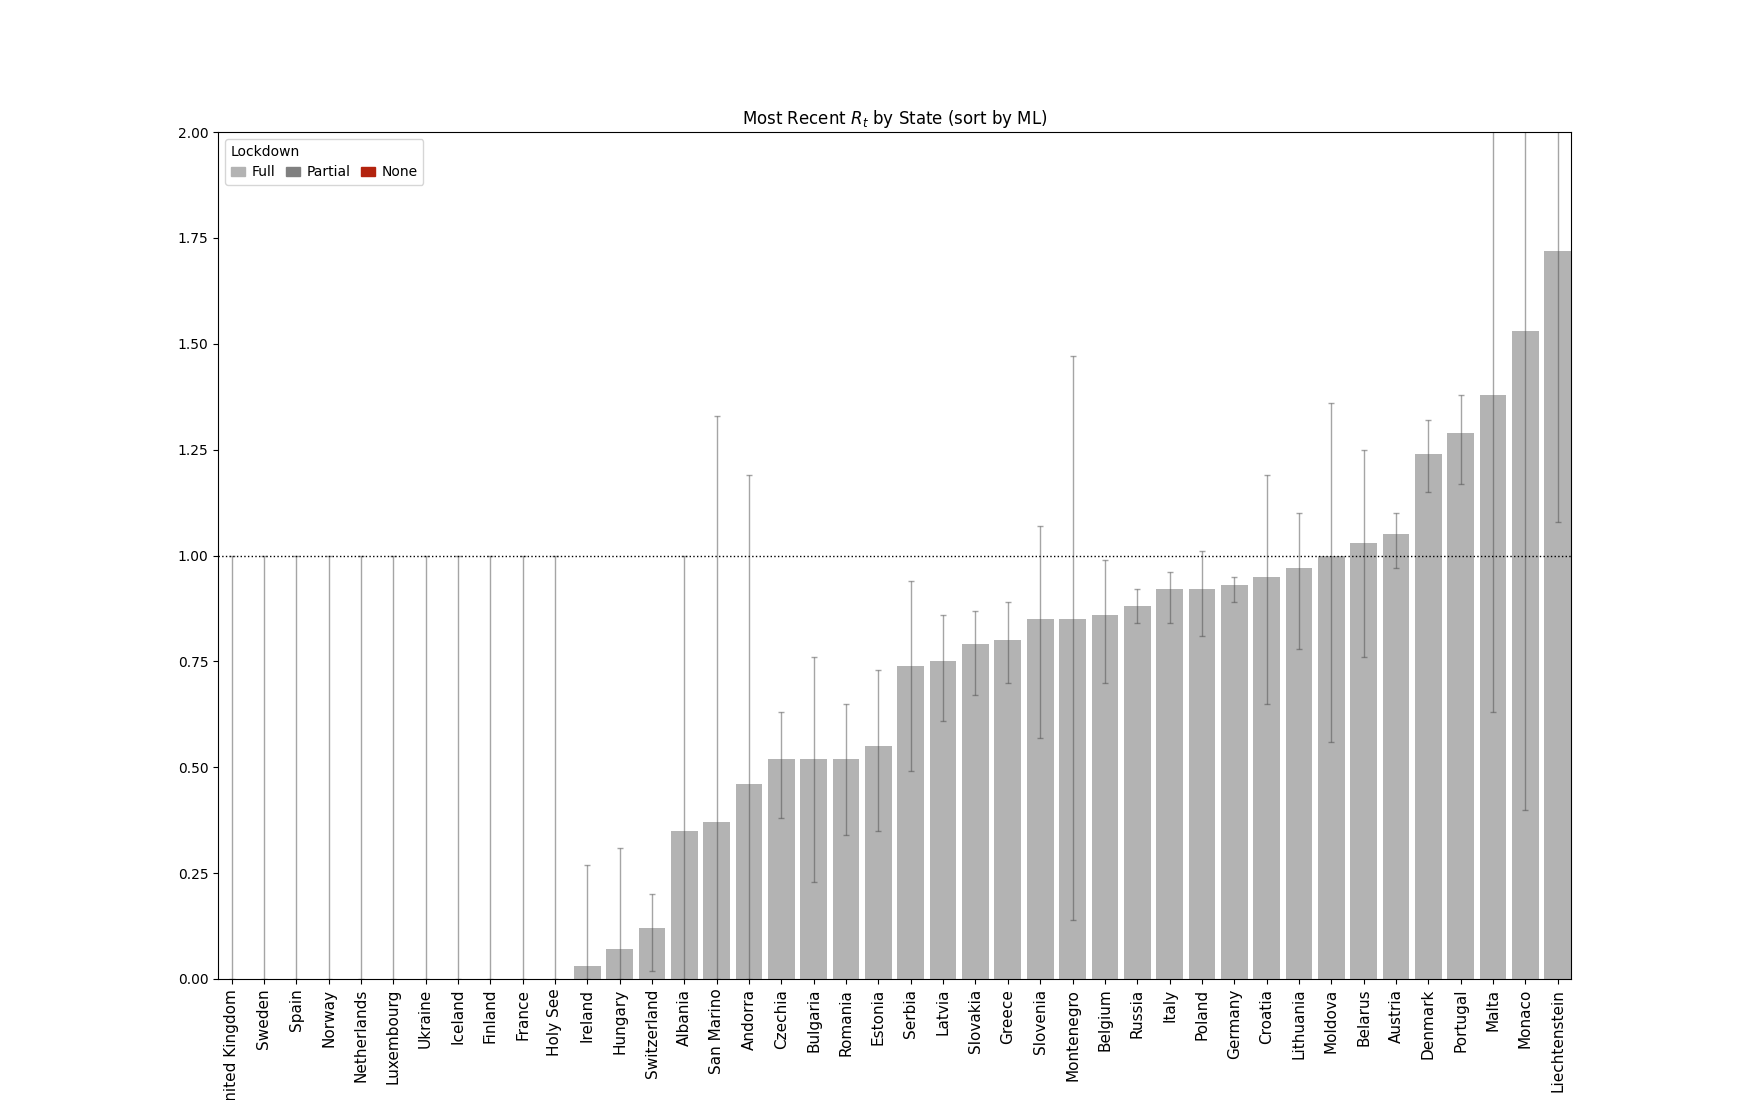 Most Recent Rt by State (sort by ML)
Lockdown
Full Partial None
2.00
1.75
1.50
1.25
1.00
0.75
0.50
0.25
0.00
nited Kingdom
Sweden
Spain
Norway
Netherlands
Luxembourg
Ukraine
Iceland
Finland
France
Holy See
Ireland
Hungary
Switzerland
Albania
San Marino
Andorra
Czechia
Bulgaria
Romania
Estonia
Serbia
Latvia
Slovakia
Greece
Slovenia
Montenegro
Belgium
Russia
Italy
Poland
Germany
Croatia
Lithuania
Moldova
Belarus
Austria
Denmark
Portugal
Malta
Monaco
Liechtenstein